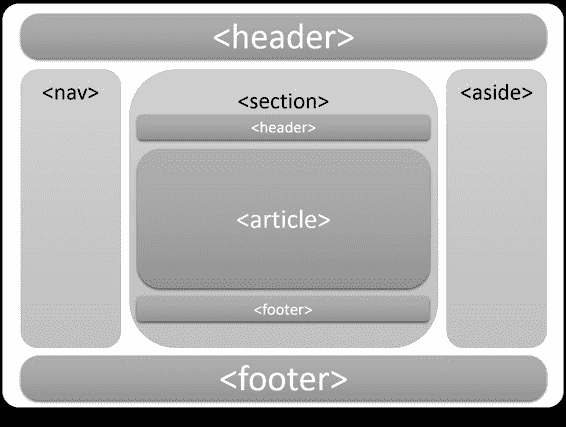 <header>
<nav>
<section>
<aside>
<header>
<article>
<footer>
<footer>